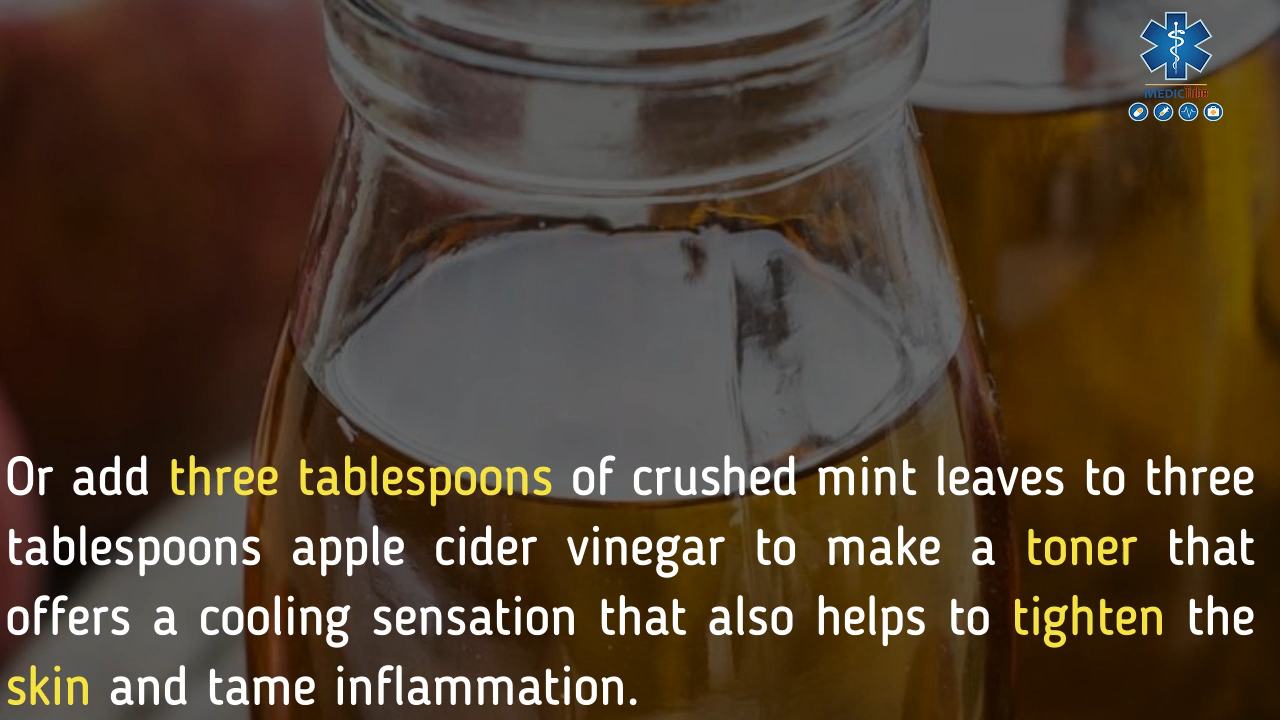 MEDICTube
Or add three tablespoons of crushed mint leaves to three
tablespoons apple cider vinegar to make a toner that
offers a cooling sensation that also helps to tighten the
skin and tame inflammation.